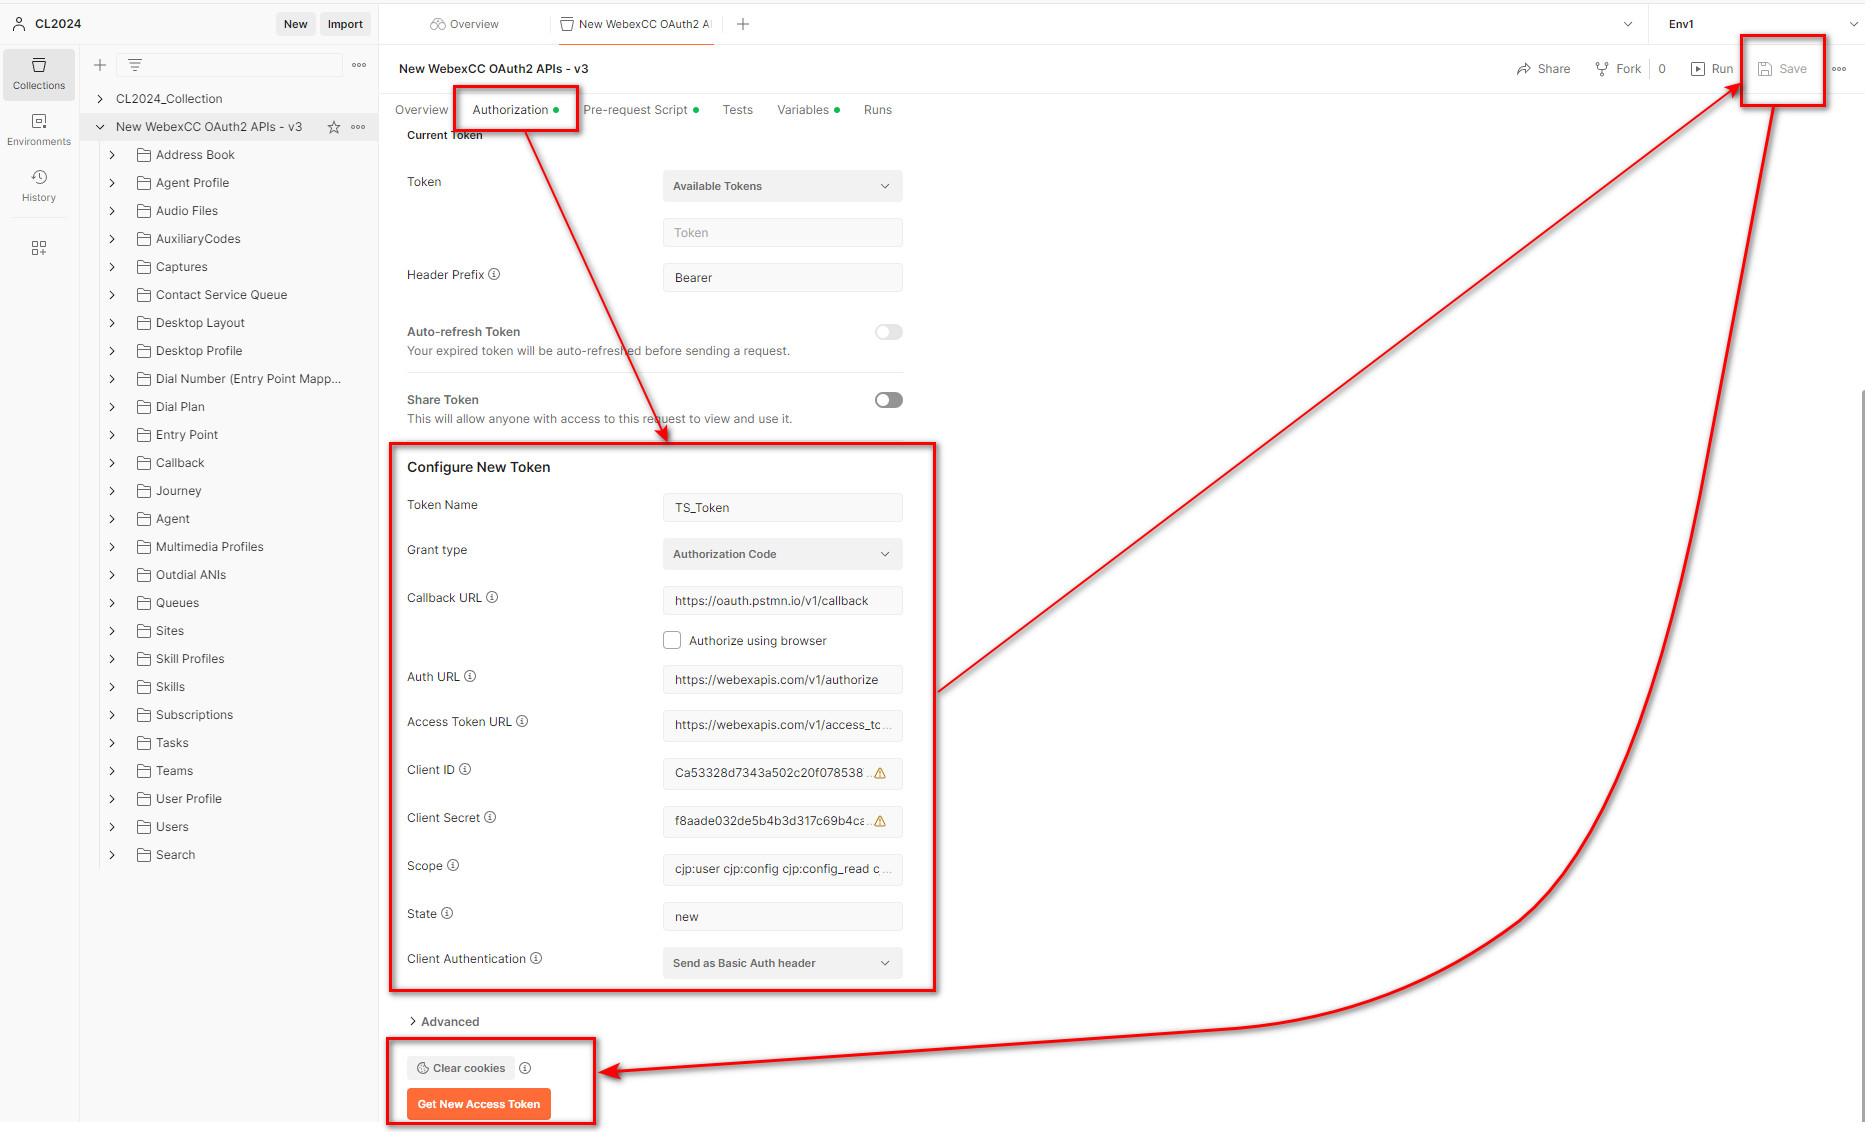 CL2024
New
Import
Overview
New WebexCC OAuth2 AI
Env1
Collections
Environments
History
CL2024_Collection
New WebexCC OAuth2 APIs - v3
Address Book
Agent Profile
Audio Files
AuxiliaryCodes
Captures
Contact Service Queue
Desktop Layout
Desktop Profile
Dial Number (Entry Point Mapp...
Dial Plan
Entry Point
Callback
Journey
Agent
Multimedia Profiles
Outdial ANIs
Queues
Sites
Skill Profiles
Skills
Subscriptions
Tasks
Teams
User Profile
Users
Search
New WebexCC OAuth2 APIs - v3
Share
Fork
0
Run
Save
Overview
Authorization
Pre-request Script
Tests
Variables
Runs
Current Token
Token
Available Tokens
Token
Header Prefix
Bearer
Auto-refresh Token
Your expired token will be auto-refreshed before sending a request.
Share Token
This will allow anyone with access to this request to view and use it.
Configure New Token
Token Name
TS_Token
Grant type
Authorization Code
Callback URL
https://oauth.pstmn.io/v1/callback
Authorize using browser
Auth URL
https://webexapis.com/v1/authorize
Access Token URL
https://webexapis.com/v1/access_tc...
Client ID
Ca53328d7343a502c20f078538...
Client Secret
f8aade032de5b4b3d317c69b4ca...
Scope
cjp:user cjp:config cjp:config_read c...
State
new
Client Authentication
Send as Basic Auth header
Advanced
Clear cookies
Get New Access Token